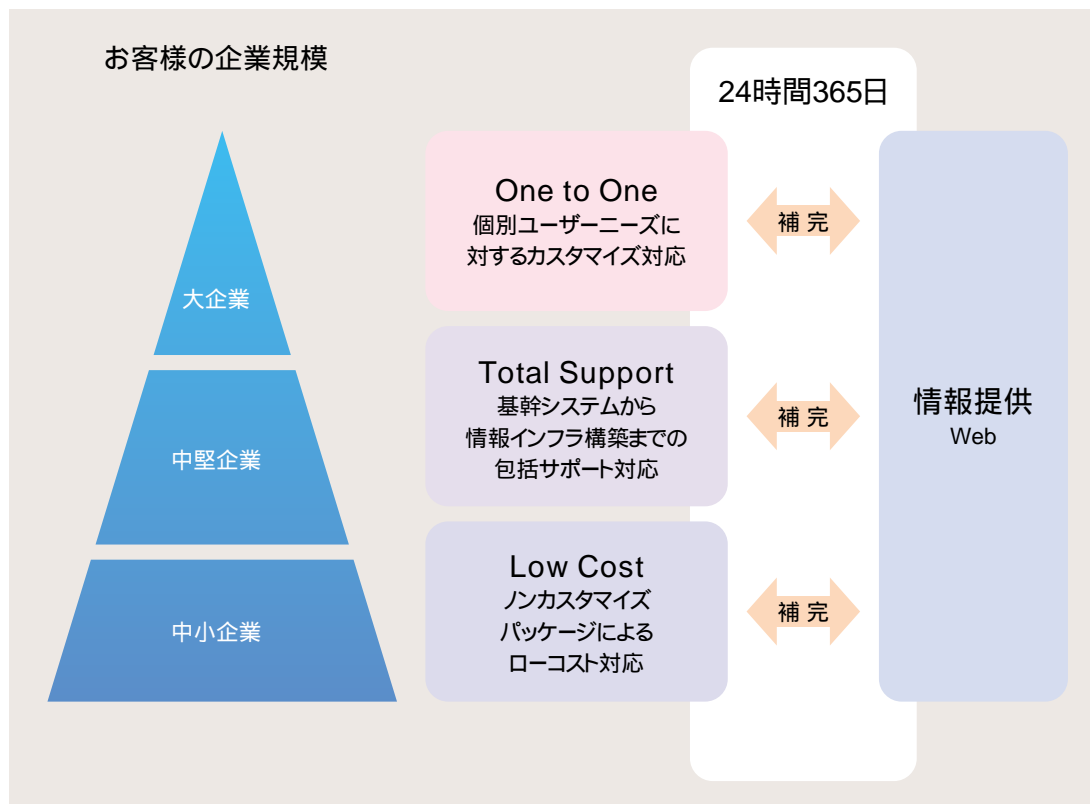 お客様の企業規模
24時間365日
大企業
中堅企業
中小企業
One to One
個別ユーザーニーズに
対するカスタマイズ対応
補完
Total Support
基幹システムから
情報インフラ構築までの
包括サポート対応
補完
Low Cost
ノンカスタマイズ
パッケージによる
ローコスト対応
補完
情報提供
Web